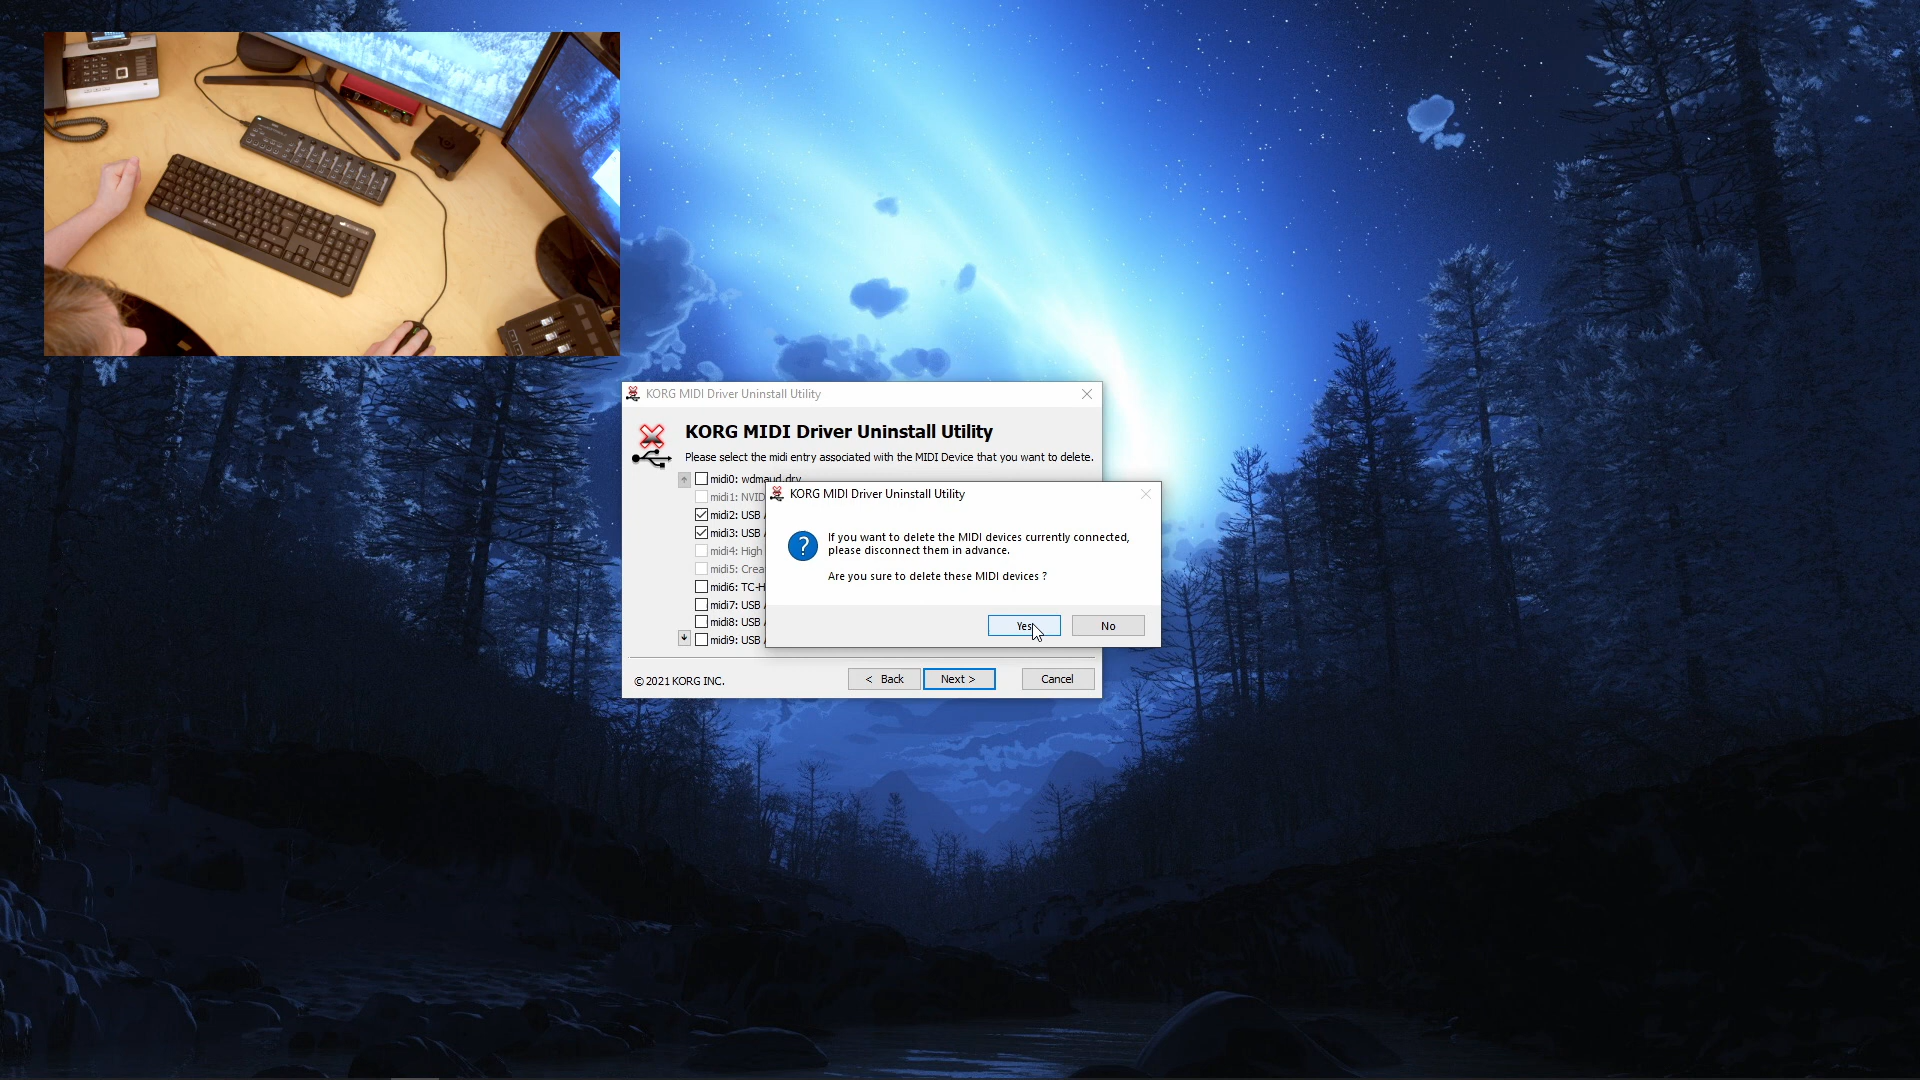 KORG MIDI Driver Uninstall Utility
KORG MIDI Driver Uninstall Utility
Please select the midi entry associated with the MIDI Device that you want to delete.
midi0: wdmaud.drv
midi1: NVID
midi2: USB
midi3: USB
midi4: High
midi5: Crea
midi6: TC-H
midi7: USB
midi8: USB
midi9: USB
KORG MIDI Driver Uninstall Utility
If you want to delete the MIDI devices currently connected,
please disconnect them in advance.
Are you sure to delete these MIDI devices ?
Yes
No
© 2021 KORG INC.
< Back
Next >
Cancel